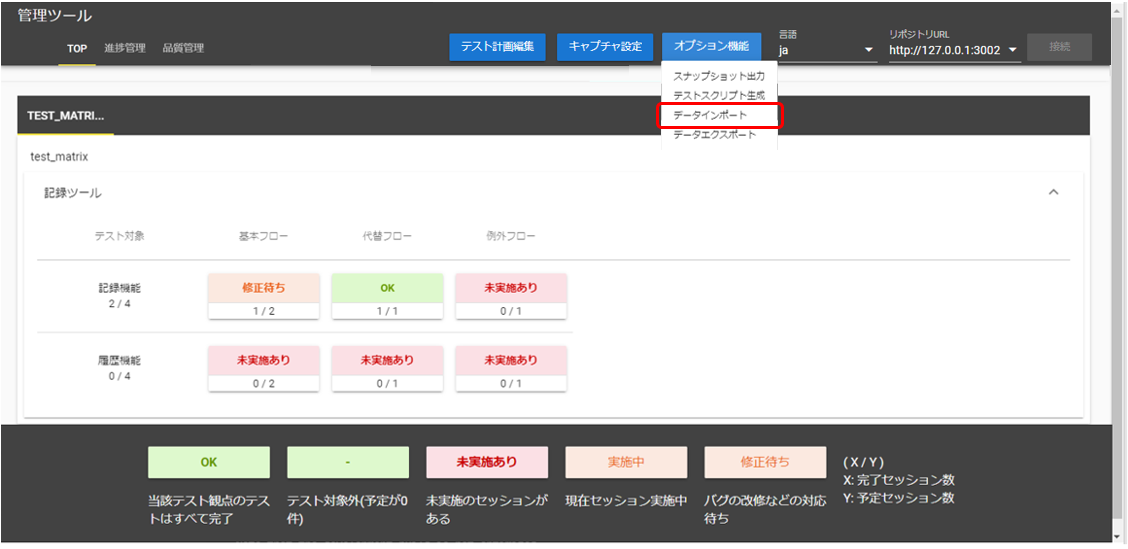 管理ツール
TOP 進捗管理 品質管理
テスト計画編集 キャプチャ設定 オプション機能
言語
ja
リポジトリURL
http://127.0.0.1:3002
接続
スナップショット出力
テストスクリプト生成
データインポート
データエクスポート
TEST_MATRI...
test_matrix
記録ツール
テスト対象 基本フロー 代替フロー 例外フロー
記録機能 修正待ち OK 未実施あり
2 / 4 1 / 2 1 / 1 0 / 1
履歴機能 未実施あり 未実施あり 未実施あり
0 / 4 0 / 2 0 / 1 0 / 1
OK
当該テスト観点のテス
トはすべて完了
-
テスト対象外(予定が0
件)
未実施あり
未実施のセッションが
ある
実施中
現在セッション実施中
修正待ち
バグの改修などの対応
待ち
( X / Y )
X: 完了セッション数
Y: 予定セッション数